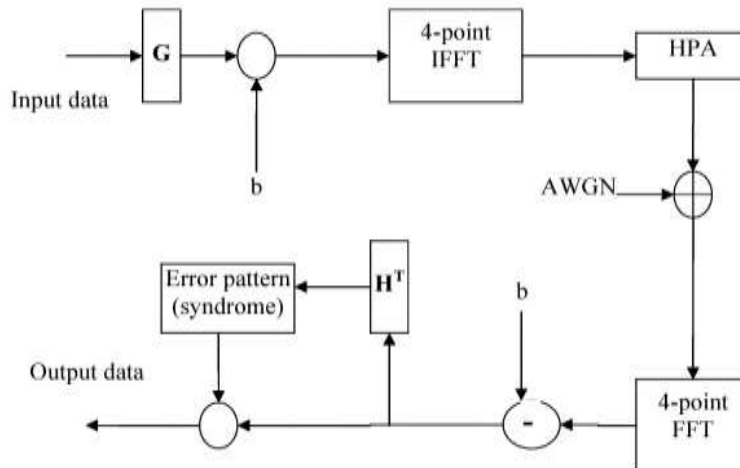 G
4-point
IFFT
HPA
Input data
b
AWGN
Error pattern
(syndrome)
H^T
b
Output data
-
4-point
FFT